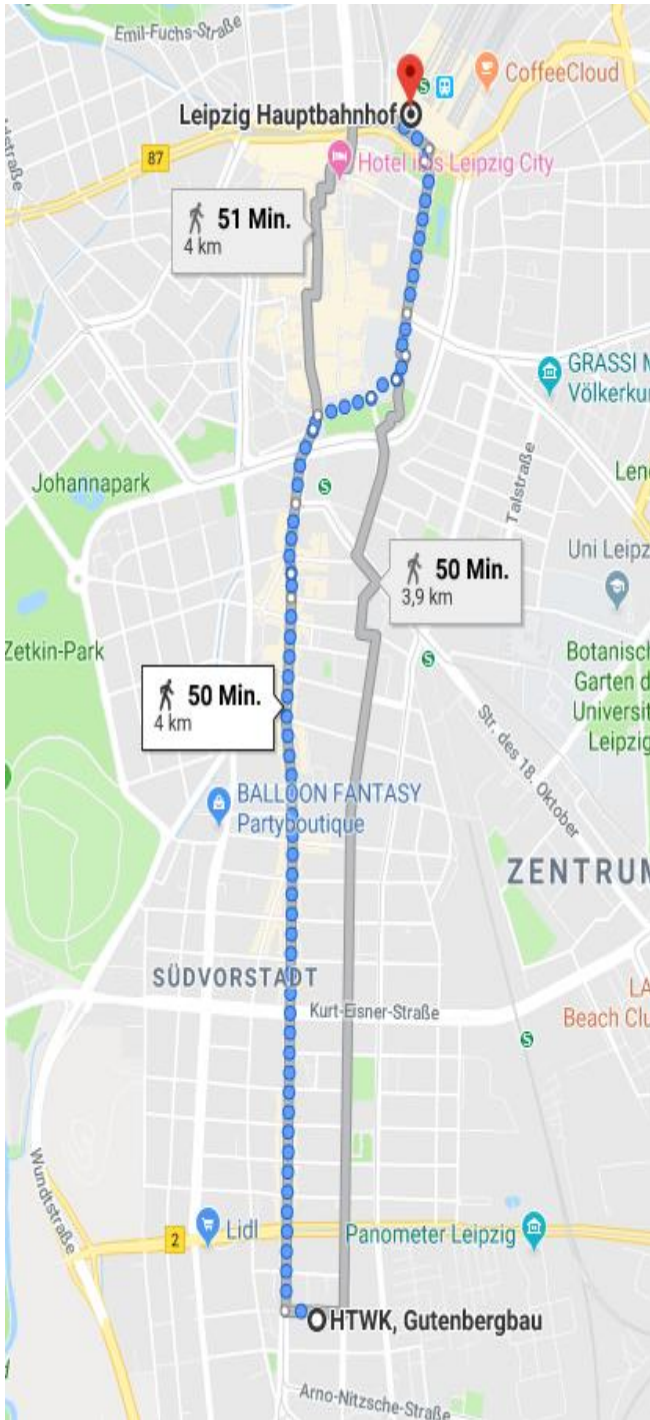 Emil-Fuchs-Straße
CoffeeCloud
Leipzig Hauptbahnhof
S
87
Hotel ibis Leipzig City
51 Min.
4 km
GRASSI M
Völkerku
Johannapark
S
Talstraße
Len
Uni Leipz
50 Min.
3,9 km
Zetkin-Park
S
Botanisch
Garten d
Universit
Leipzig
50 Min.
4 km
Str. des 18. Oktober
BALLOON FANTASY
Partyboutique
ZENTRUM
SÜDVORSTADT
LA
Beach Clu
Kurt-Eisner-Straße
S
Wundtstraße
Lidl
2
Panometer Leipzig
HTWK, Gutenbergbau
Arno-Nitzsche-Straße